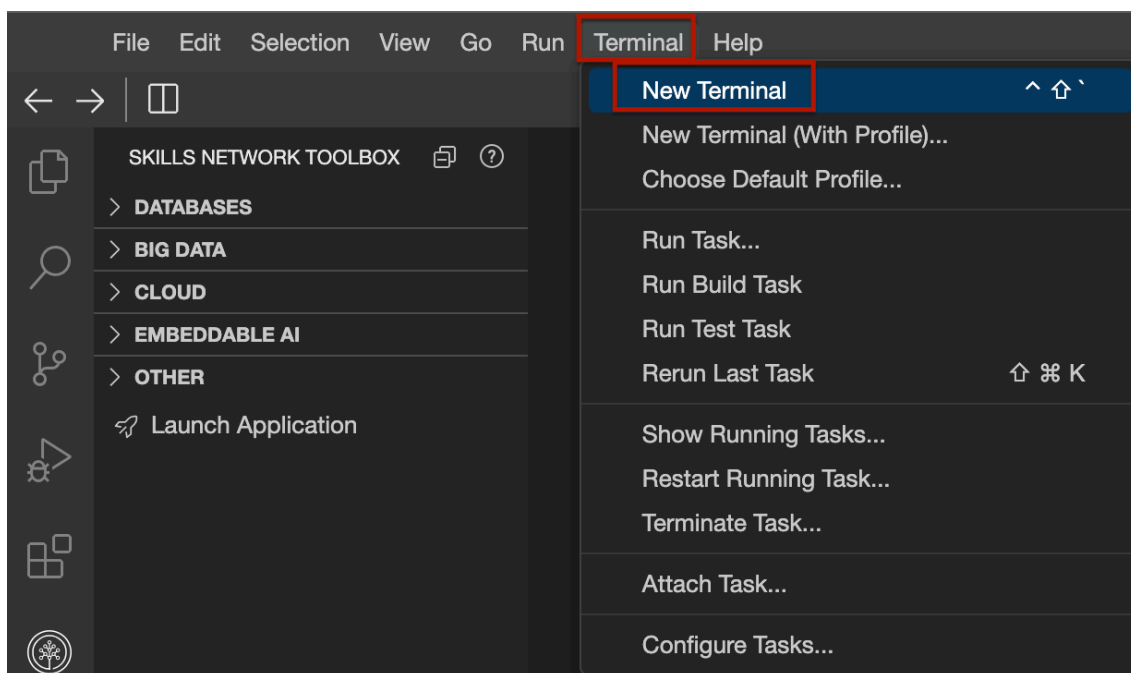 File Edit Selection View Go Run Terminal Help
New Terminal ^ ⇧ `
New Terminal (With Profile)...
SKILLS NETWORK TOOLBOX
Choose Default Profile...
> DATABASES
> BIG DATA
> CLOUD
> EMBEDDABLE AI
> OTHER
Launch Application
Run Task...
Run Build Task
Run Test Task
Rerun Last Task ⇧ ⌘ K
Show Running Tasks...
Restart Running Task...
Terminate Task...
Attach Task...
Configure Tasks...